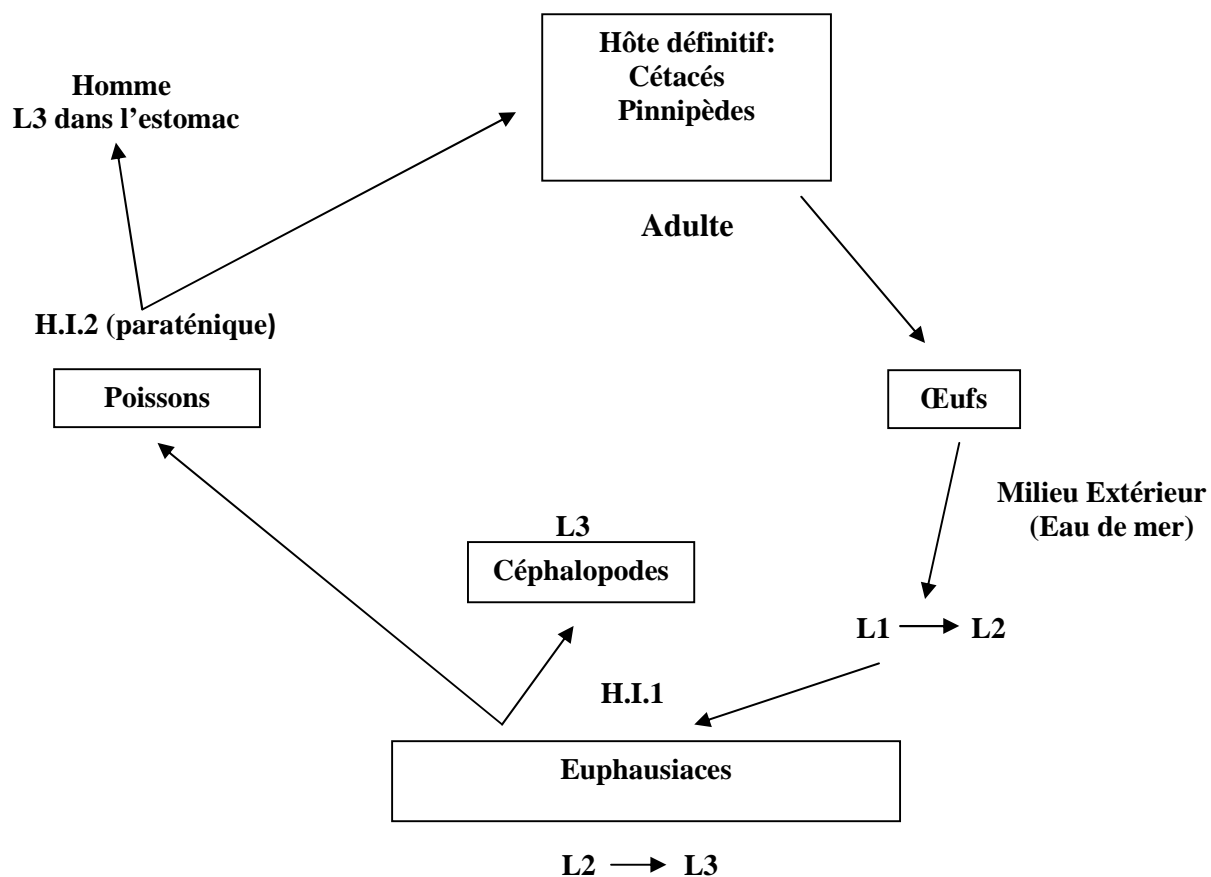 Hôte définitif:
Cétacés
Pinnipèdes
Homme
L3 dans l’estomac
Adulte
H.I.2 (paraténique)
Poissons
Œufs
Milieu Extérieur
(Eau de mer)
L3
Céphalopodes
L1 L2
H.I.1
Euphausiaces
L2 L3